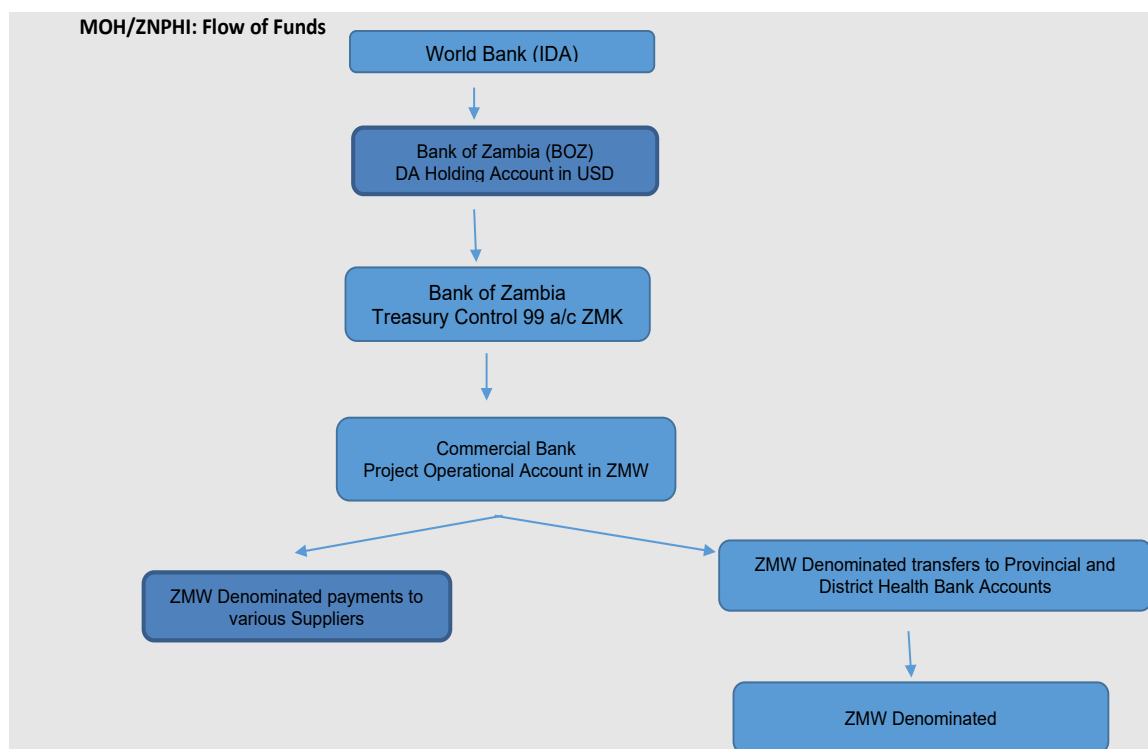 MOH/ZNPHI: Flow of Funds
World Bank (IDA)
Bank of Zambia (BOZ)
DA Holding Account in USD
Bank of Zambia
Treasury Control 99 a/c ZMK
Commercial Bank
Project Operational Account in ZMW
ZMW Denominated payments to
various Suppliers
ZMW Denominated transfers to Provincial and
District Health Bank Accounts
ZMW Denominated